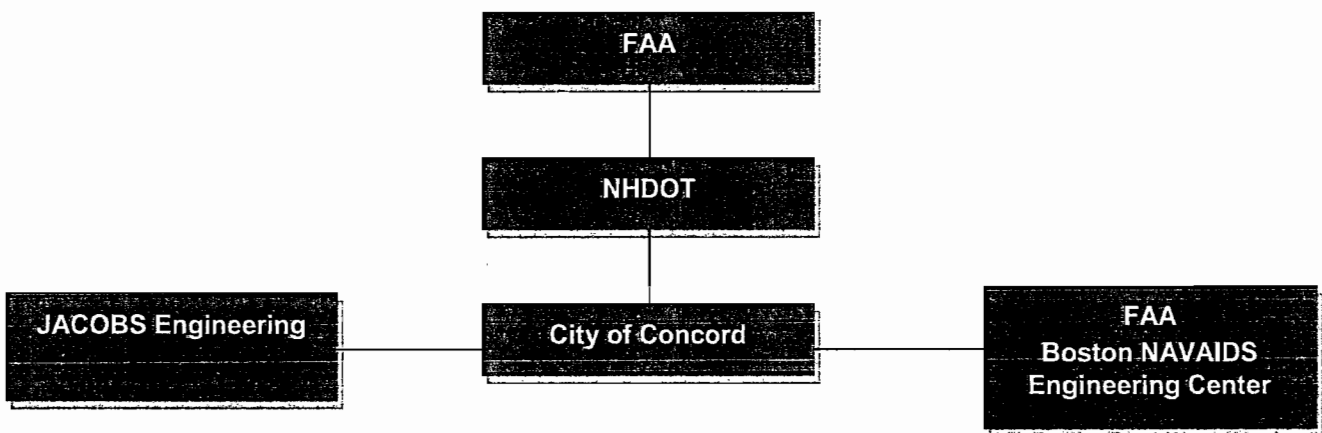 FAA
NHDOT
JACOBS Engineering
City of Concord
FAA
Boston NAVAIDS
Engineering Center